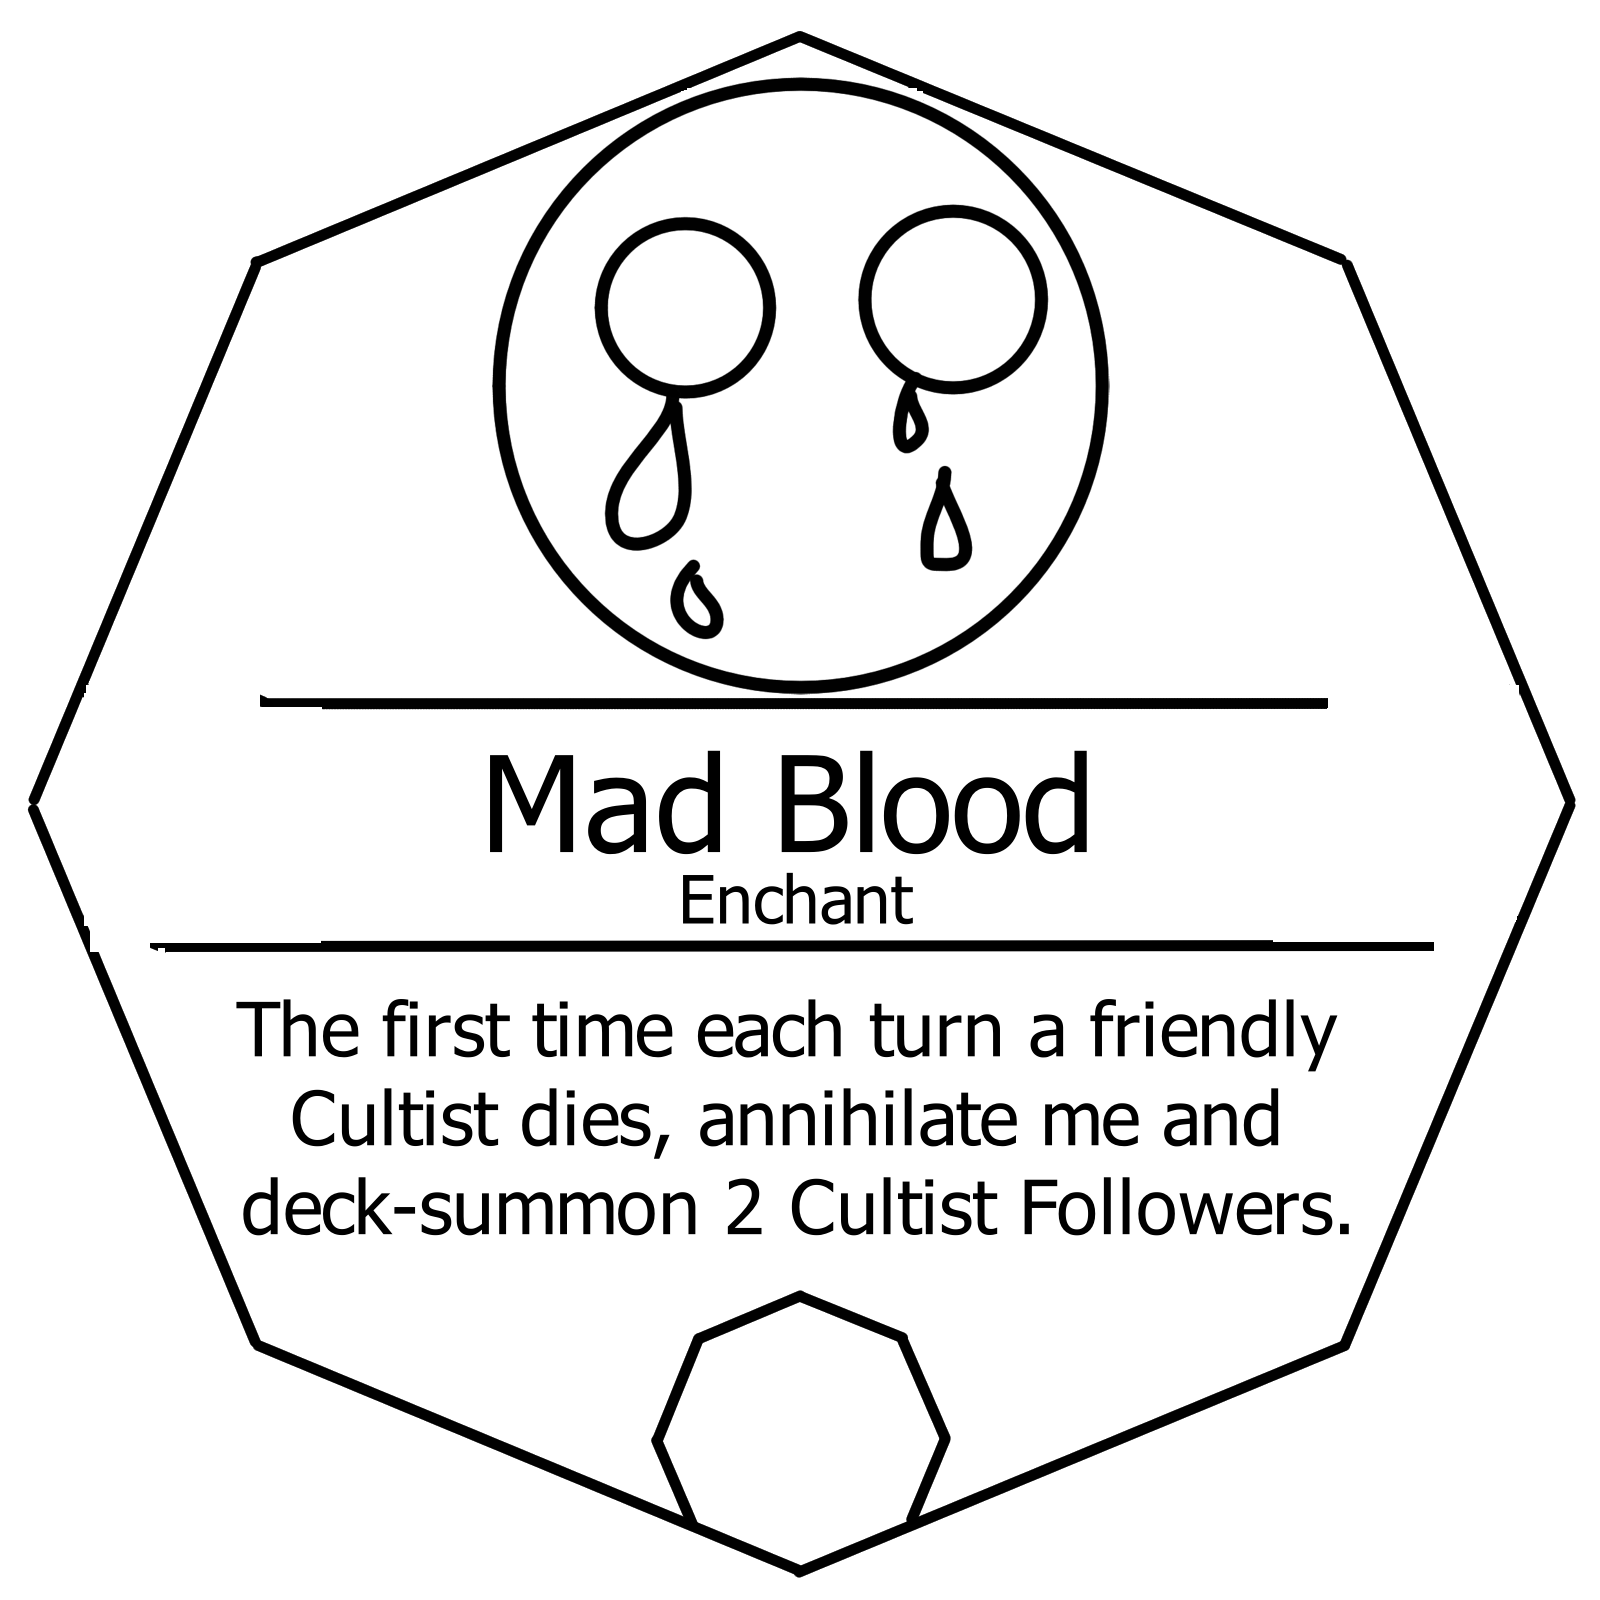 Mad Blood
Enchant
The first time each turn a friendly
Cultist dies, annihilate me and
deck-summon 2 Cultist Followers.